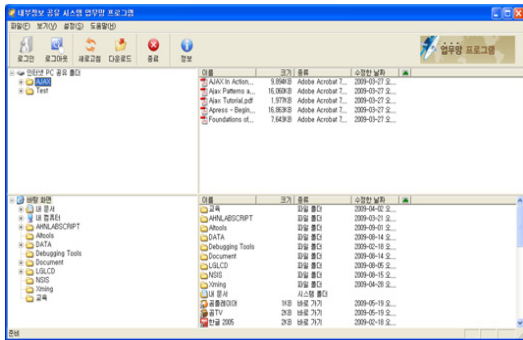 내부정보 공유 시스템 업무망 프로그램
파일(F) 보기(V) 설정(S) 도움말(H)
로그인 로그아웃 새로고침 다운로드 종료 정보
업무망 프로그램
인터넷 PC 공유 폴더
AJAX
Test
이름 크기 종류 수정한 날짜
AJAX In Action... 9,894KB Adobe Acrobat 7... 2009-03-27 오...
Ajax Patterns a... 16,060KB Adobe Acrobat 7... 2009-03-27 오...
Ajax Tutorial.pdf 1,977KB Adobe Acrobat 7... 2009-03-27 오...
Apress - Begin... 16,863KB Adobe Acrobat 7... 2009-03-27 오...
Foundations of... 7,643KB Adobe Acrobat 7... 2009-03-27 오...
바탕 화면
내 문서
내 컴퓨터
AHNLABSCRIPT
Altools
DATA
Debugging Tools
Document
LGLCD
NSIS
Xming
교육
이름 크기 종류 수정한 날짜
교육 파일 폴더 2009-04-02 오...
AHNLABSCRIPT 파일 폴더 2009-03-21 오...
Altools 파일 폴더 2009-09-01 오...
DATA 파일 폴더 2009-08-14 오...
Debugging Tools 파일 폴더 2009-02-18 오...
Document 파일 폴더 2009-08-14 오...
LGLCD 파일 폴더 2009-08-05 오...
NSIS 파일 폴더 2009-08-15 오...
Xming 파일 폴더 2009-04-28 오...
내 문서 시스템 폴더
곰플레이어 1KB 바로 가기 2009-05-19 오...
곰TV 2KB 바로 가기 2009-05-19 오...
한글 2005 2KB 바로 가기 2009-02-18 오...
준비